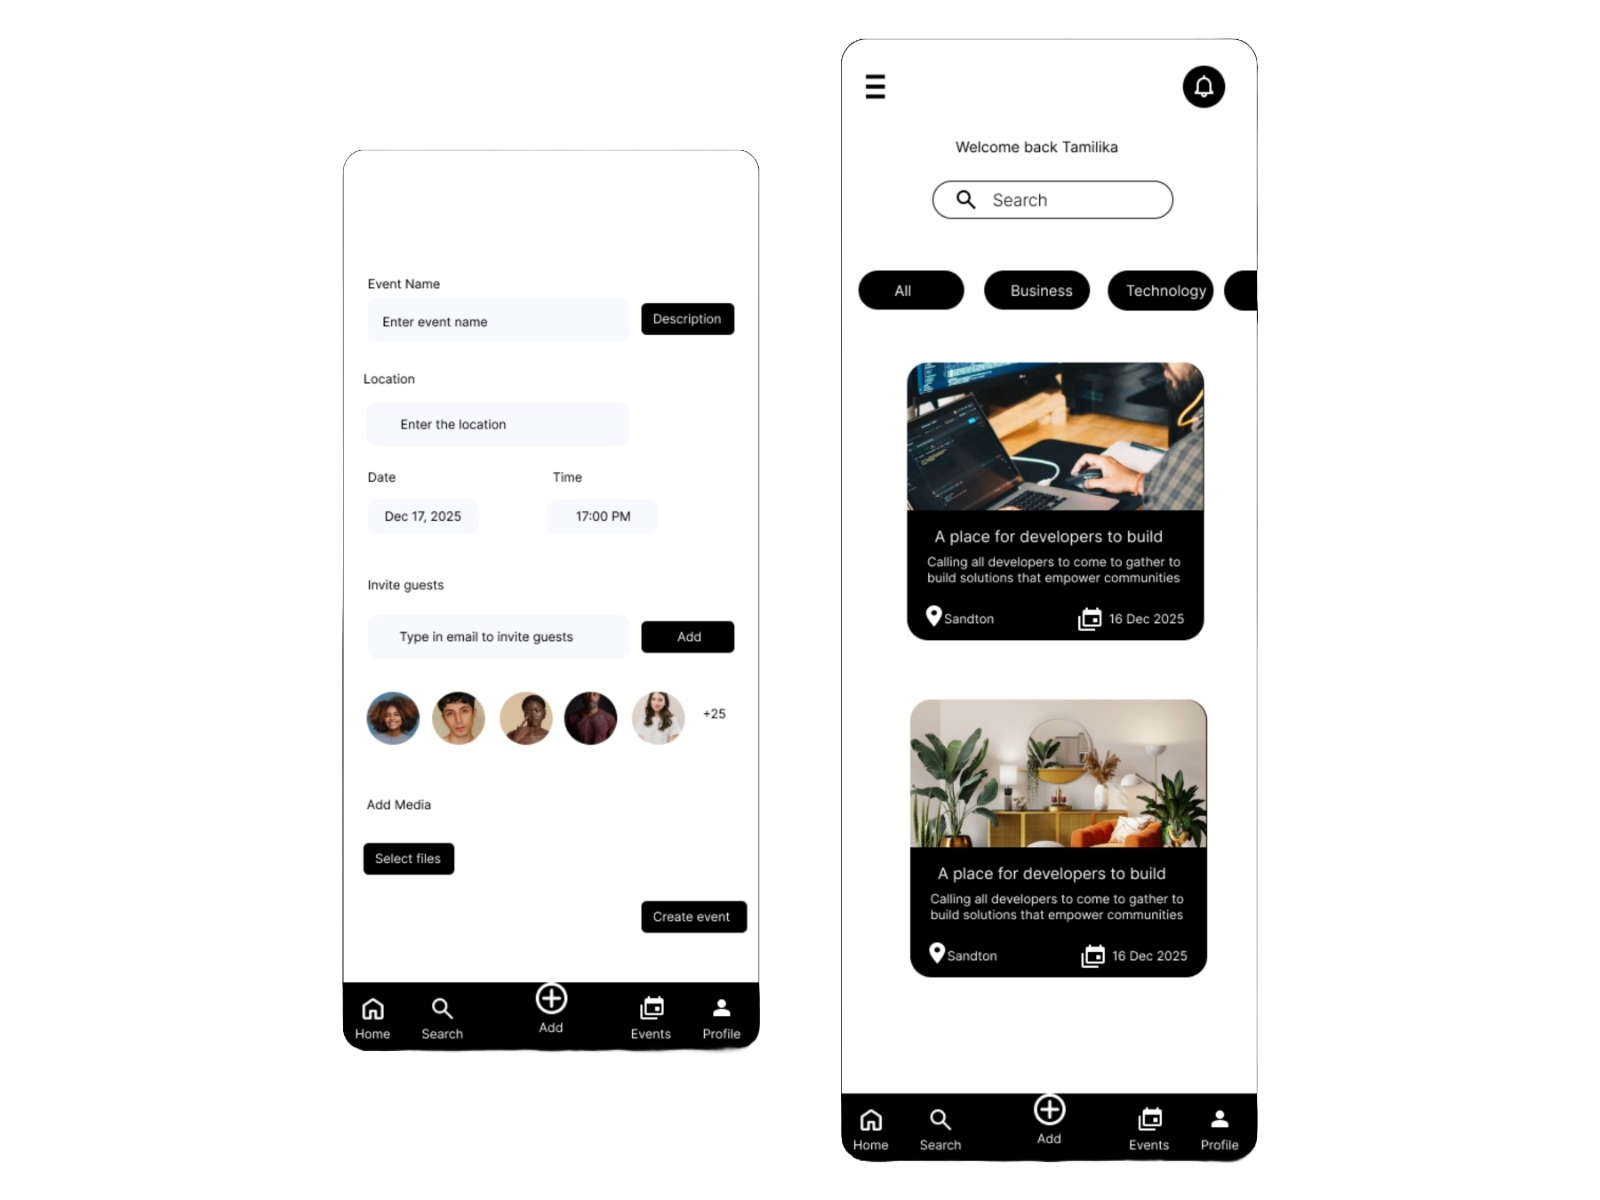 Event Name
Enter event name
Description
Location
Enter the location
Date
Time
Dec 17, 2025
17:00 PM
Invite guests
Type in email to invite guests
Add
+25
Add Media
Select files
Create event
Home
Search
Add
Events
Profile
Welcome back Tamilika
Search
All
Business
Technology
A place for developers to build
Calling all developers to come to gather to
build solutions that empower communities
Sandton
16 Dec 2025
A place for developers to build
Calling all developers to come to gather to
build solutions that empower communities
Sandton
16 Dec 2025
Home
Search
Add
Events
Profile